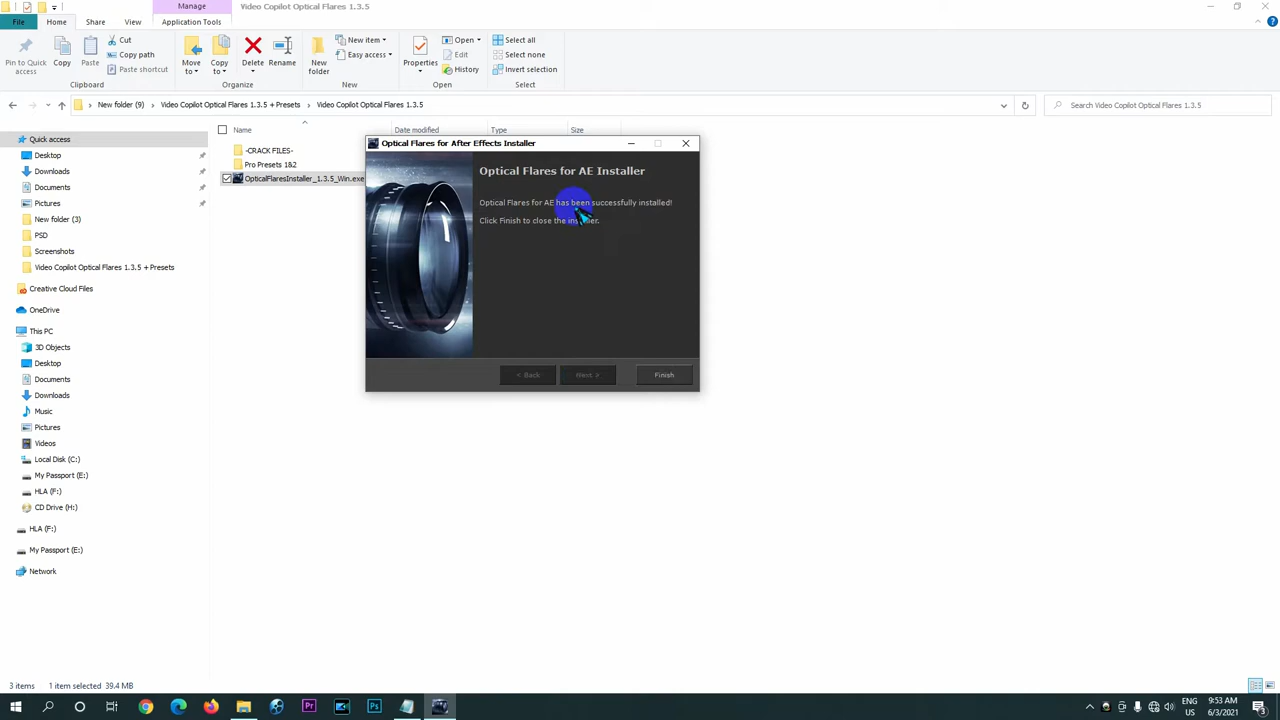 Manage
Video Copilot Optical Flares 1.3.5
File
Home
Share
View
Application Tools
Pin to Quick access
Copy
Paste
Cut
Copy path
Paste shortcut
Clipboard
Move to
Copy to
Delete
Rename
Organize
New folder
New item
Easy access
New
Properties
Open
Edit
History
Open
Select all
Select none
Invert selection
Select
New folder (9) › Video Copilot Optical Flares 1.3.5 + Presets › Video Copilot Optical Flares 1.3.5
Search Video Copilot Optical Flares 1.3.5
Name
Date modified
Type
Size
Quick access
Desktop
Downloads
Documents
Pictures
New folder (3)
PSD
Screenshots
Video Copilot Optical Flares 1.3.5 + Presets
Creative Cloud Files
OneDrive
This PC
3D Objects
Desktop
Documents
Downloads
Music
Pictures
Videos
Local Disk (C:)
My Passport (E:)
HLA (F:)
CD Drive (H:)
HLA (F:)
My Passport (E:)
Network
-CRACK FILES-
Pro Presets 1&2
OpticalFlaresInstaller_1.3.5_Win.exe
Optical Flares for After Effects Installer
Optical Flares for AE Installer
Optical Flares for AE has been successfully installed!
Click Finish to close the installer.
< Back
Next >
Finish
3 items
1 item selected 39.4 MB
Pr
Ps
ENG
US
9:53 AM
6/3/2021
3